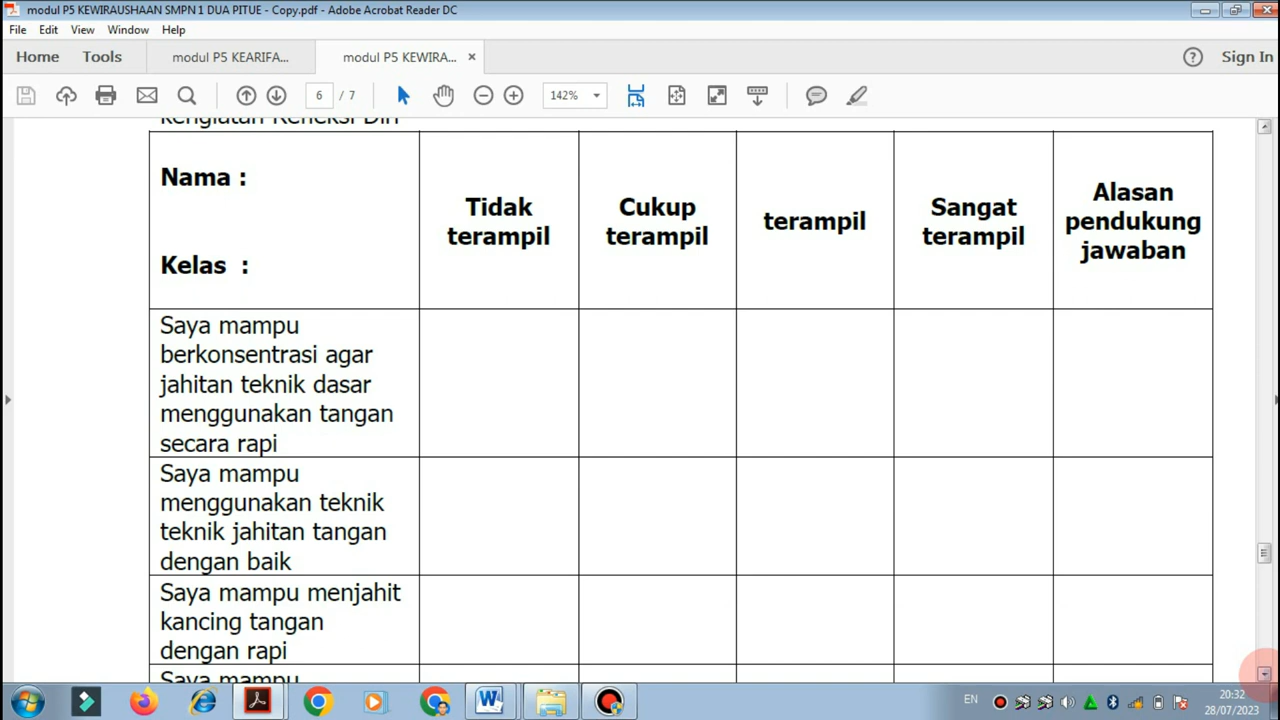 modul P5 KEWIRAUSHAAN SMPN 1 DUA PITUE - Copy.pdf - Adobe Acrobat Reader DC
File Edit View Window Help
Home Tools modul P5 KEARIFA... modul P5 KEWIRA... ×
? Sign In
6 / 7 142%
Nama :
Kelas :
Tidak
terampil
Cukup
terampil
terampil
Sangat
terampil
Alasan
pendukung
jawaban
Saya mampu
berkonsentrasi agar
jahitan teknik dasar
menggunakan tangan
secara rapi
Saya mampu
menggunakan teknik
teknik jahitan tangan
dengan baik
Saya mampu menjahit
kancing tangan
dengan rapi
Saya mampu
EN
20:32
28/07/2023